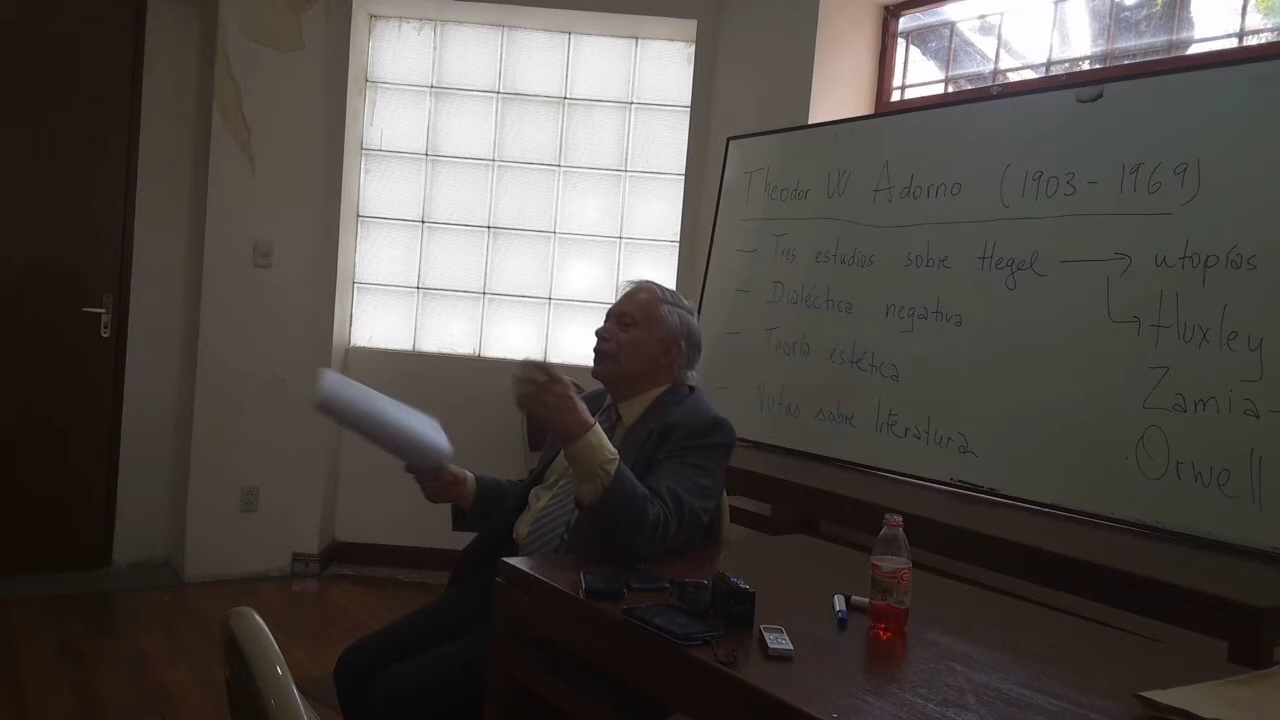 Theodor W Adorno (1903 - 1969)
- Tres estudios sobre Hegel → utopías
- Dialéctica negativa
- Teoría estética
- Notas sobre literatura
→ Huxley
Zamia-
Orwell